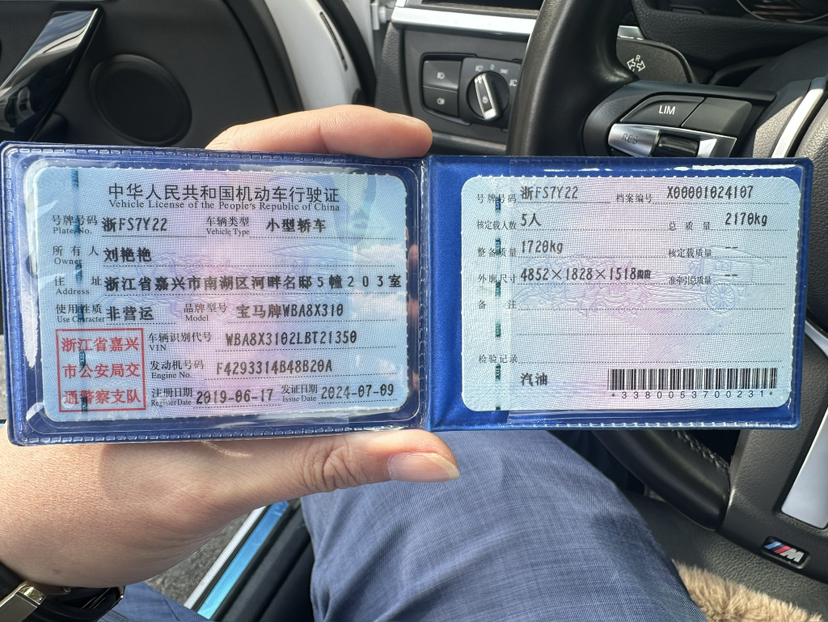 中华人民共和国机动车行驶证
Vehicle License of the People's Republic of China
号牌号码 浙FS7Y22 车辆类型 小型轿车
Plate No. Vehicle Type
所有人 刘艳艳
Owner
住址 浙江省嘉兴市南湖区河畔名邸5幢203室
Address
使用性质 非营运 品牌型号 宝马牌WBA8X310
Use Character Model
浙江省嘉兴
市公安局交
通警察支队
车辆识别代号 WBA8X3102LBT21350
VIN
发动机号码 F4293314B48B20A
Engine No.
注册日期 2019-06-17 发证日期 2024-07-09
Register Date Issue Date
号牌号码 浙FS7Y22 档案编号 X00001024107
核定载人数 5人 总质量 2170kg
整备质量 1720kg 核定载质量 --
外廓尺寸 4852×1828×1518mm 准牵引总质量 --
备注
检验记录
汽油
*3380053700231*
LIM
RES
M